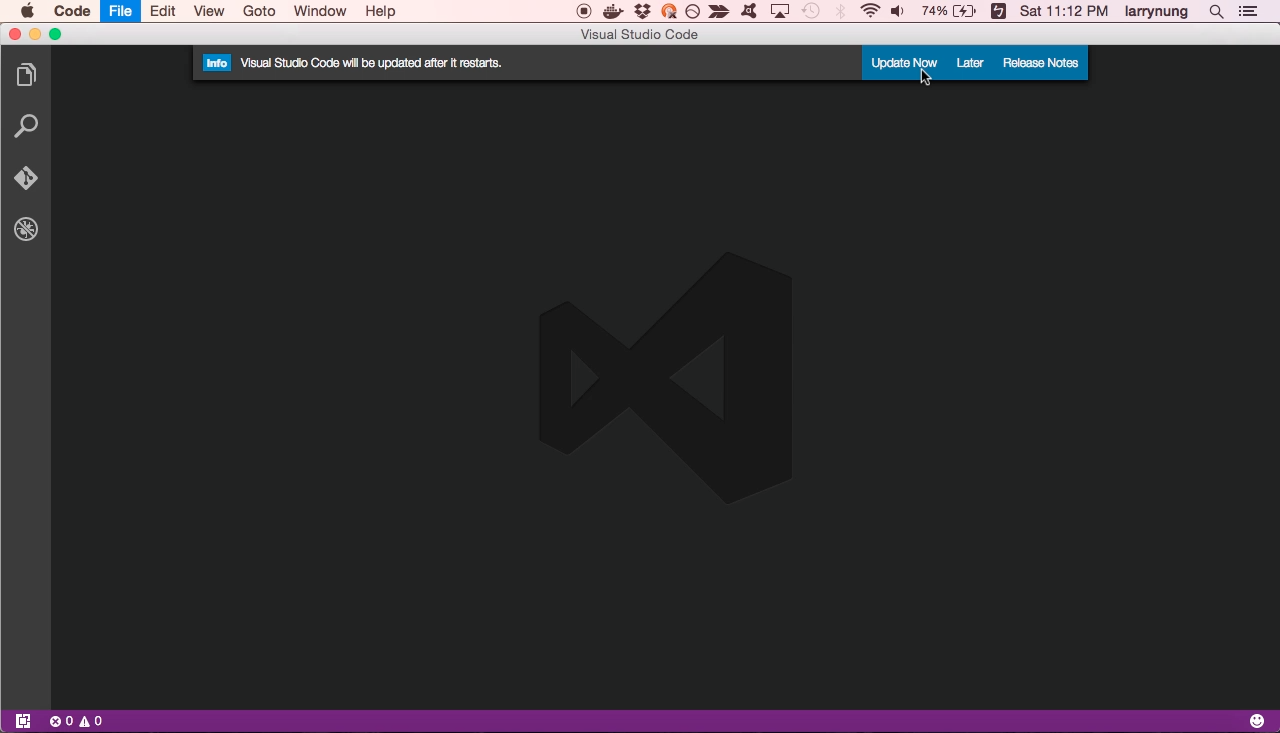 Code File Edit View Goto Window Help 74% ㄅ Sat 11:12 PM larrynung
Visual Studio Code
Info Visual Studio Code will be updated after it restarts. Update Now Later Release Notes
0 0